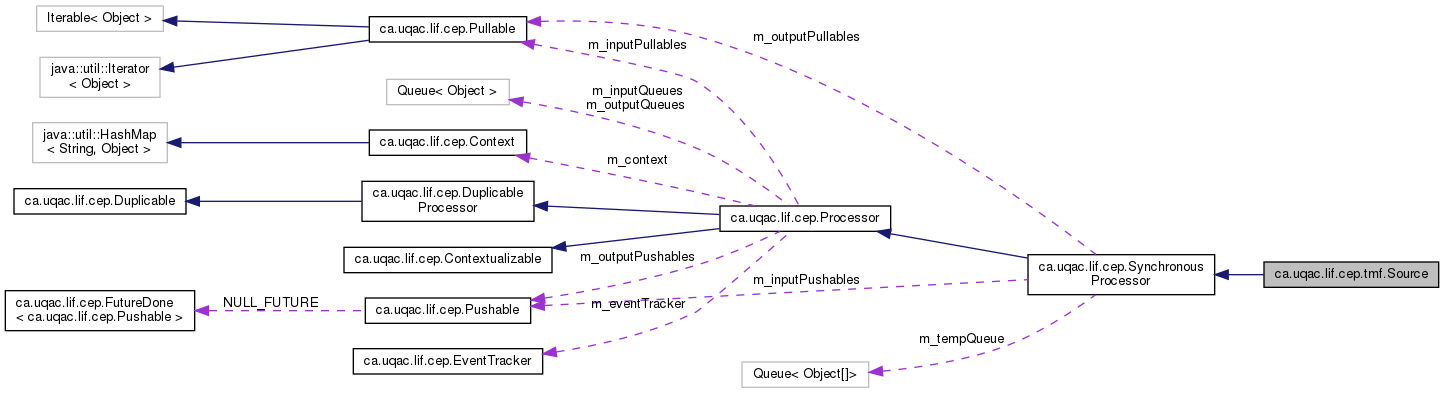 Iterable< Object >
ca.uqac.lif.cep.Pullable
m_outputPullables
m_inputPullables
java::util::Iterator
< Object >
Queue< Object >
m_inputQueues
m_outputQueues
java::util::HashMap
< String, Object >
ca.uqac.lif.cep.Context
m_context
ca.uqac.lif.cep.Duplicable
ca.uqac.lif.cep.Duplicable
Processor
ca.uqac.lif.cep.Processor
ca.uqac.lif.cep.Contextualizable
m_outputPushables
ca.uqac.lif.cep.Synchronous
Processor
ca.uqac.lif.cep.tmf.Source
m_inputPushables
ca.uqac.lif.cep.FutureDone
< ca.uqac.lif.cep.Pushable >
NULL_FUTURE
ca.uqac.lif.cep.Pushable
m_eventTracker
ca.uqac.lif.cep.EventTracker
m_tempQueue
Queue< Object[]>